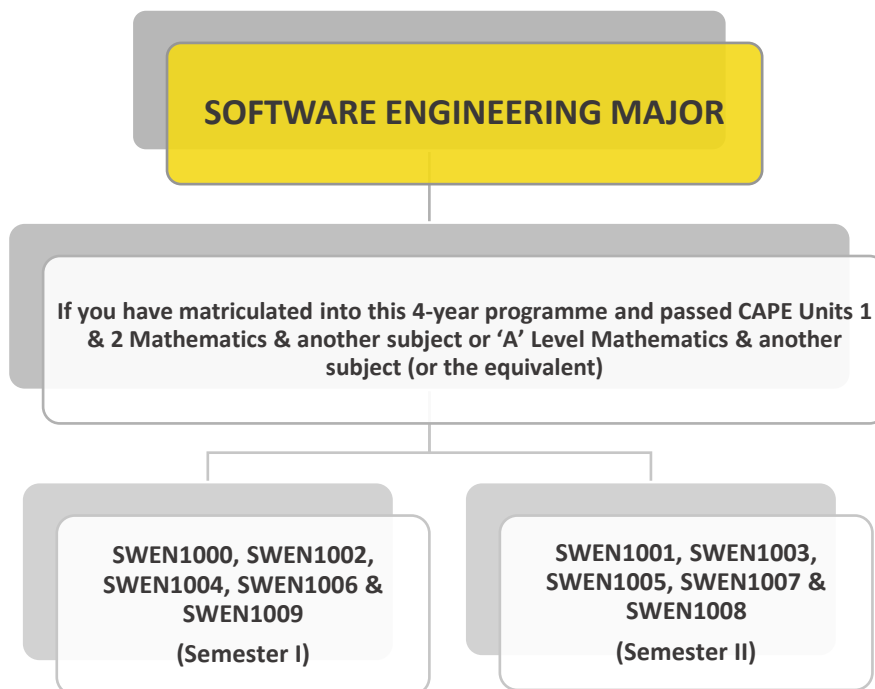 SOFTWARE ENGINEERING MAJOR
If you have matriculated into this 4-year programme and passed CAPE Units 1
& 2 Mathematics & another subject or ‘A’ Level Mathematics & another
subject (or the equivalent)
SWEN1000, SWEN1002,
SWEN1004, SWEN1006 &
SWEN1009
(Semester I)
SWEN1001, SWEN1003,
SWEN1005, SWEN1007 &
SWEN1008
(Semester II)